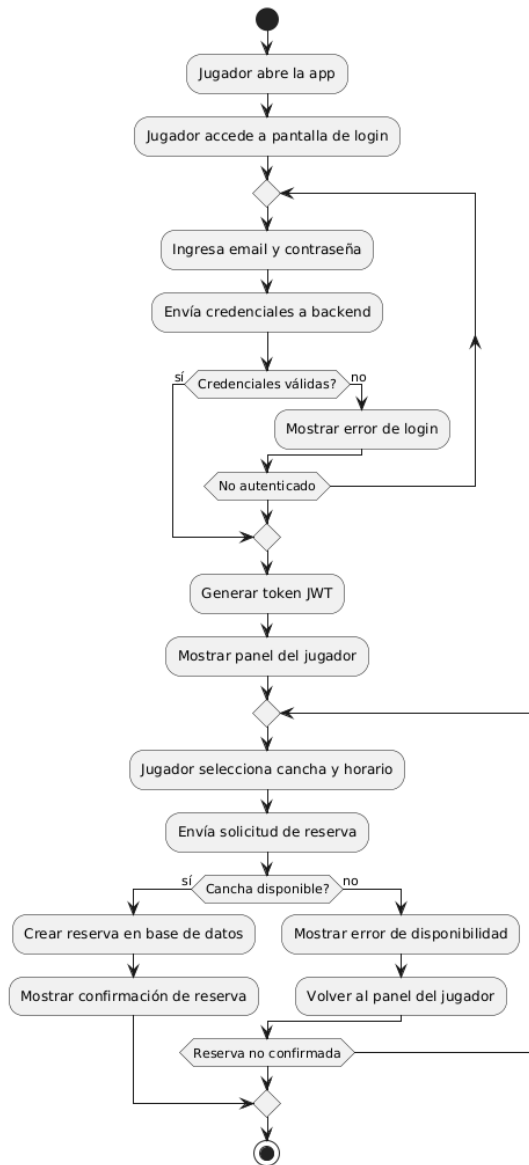 Jugador abre la app
Jugador accede a pantalla de login
Ingresa email y contraseña
Envía credenciales a backend
sí
Credenciales válidas?
no
Mostrar error de login
No autenticado
Generar token JWT
Mostrar panel del jugador
Jugador selecciona cancha y horario
Envía solicitud de reserva
sí
Cancha disponible?
no
Crear reserva en base de datos
Mostrar error de disponibilidad
Mostrar confirmación de reserva
Volver al panel del jugador
Reserva no confirmada